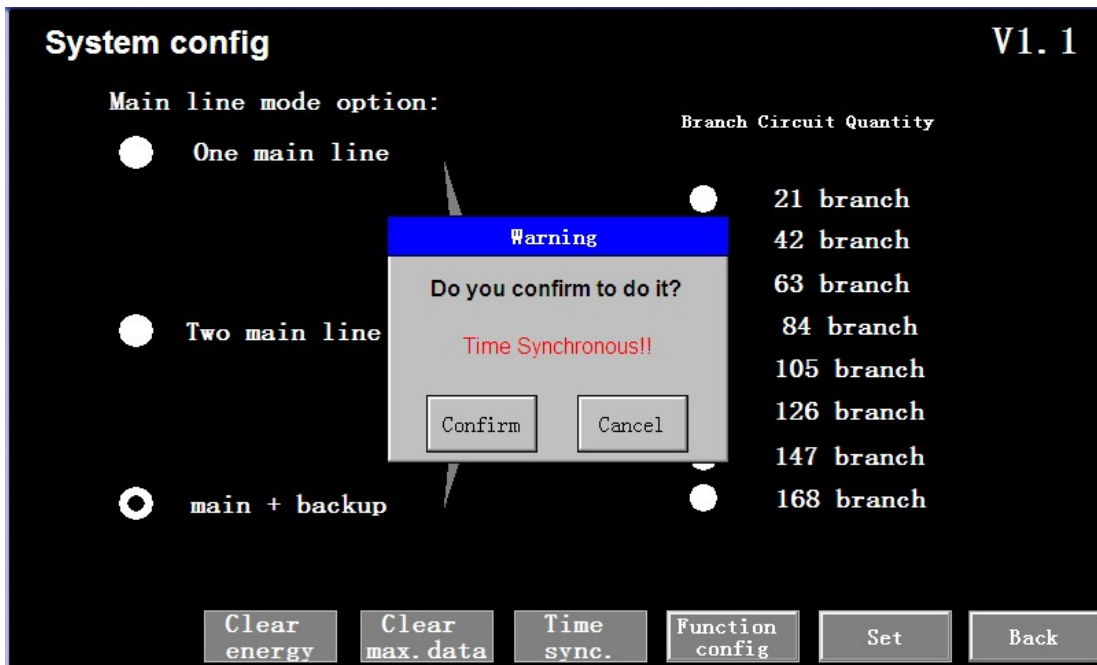 System config
V1.1
Main line mode option:
Branch Circuit Quantity
One main line
21 branch
Warning
42 branch
Do you confirm to do it?
63 branch
Two main line
Time Synchronous!!
84 branch
105 branch
Confirm
Cancel
126 branch
147 branch
main + backup
168 branch
Clear
energy
Clear
max.data
Time
sync.
Function
config
Set
Back